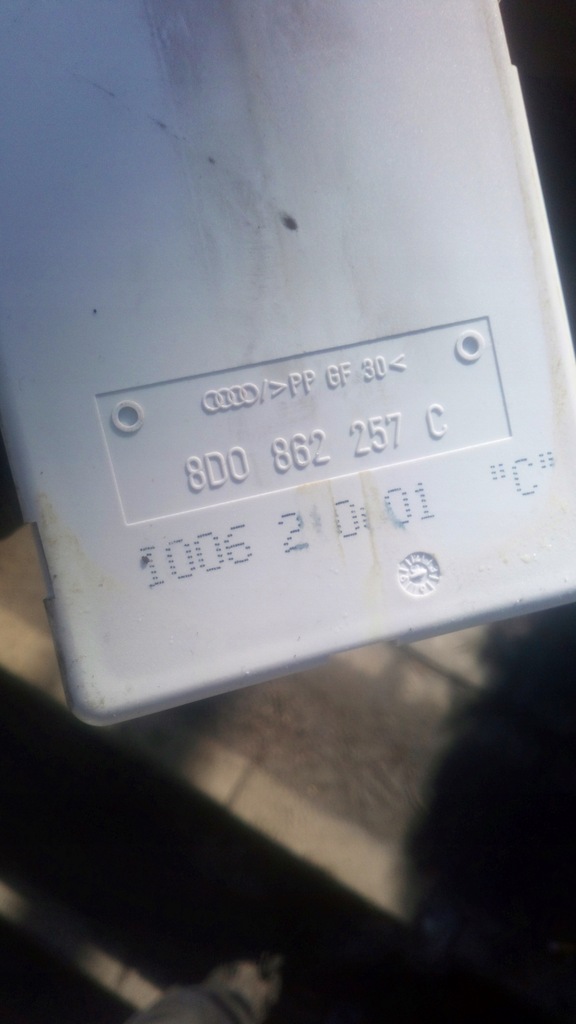 />PP GF 30<
8D0 862 257 C
1006 2 01 "C"